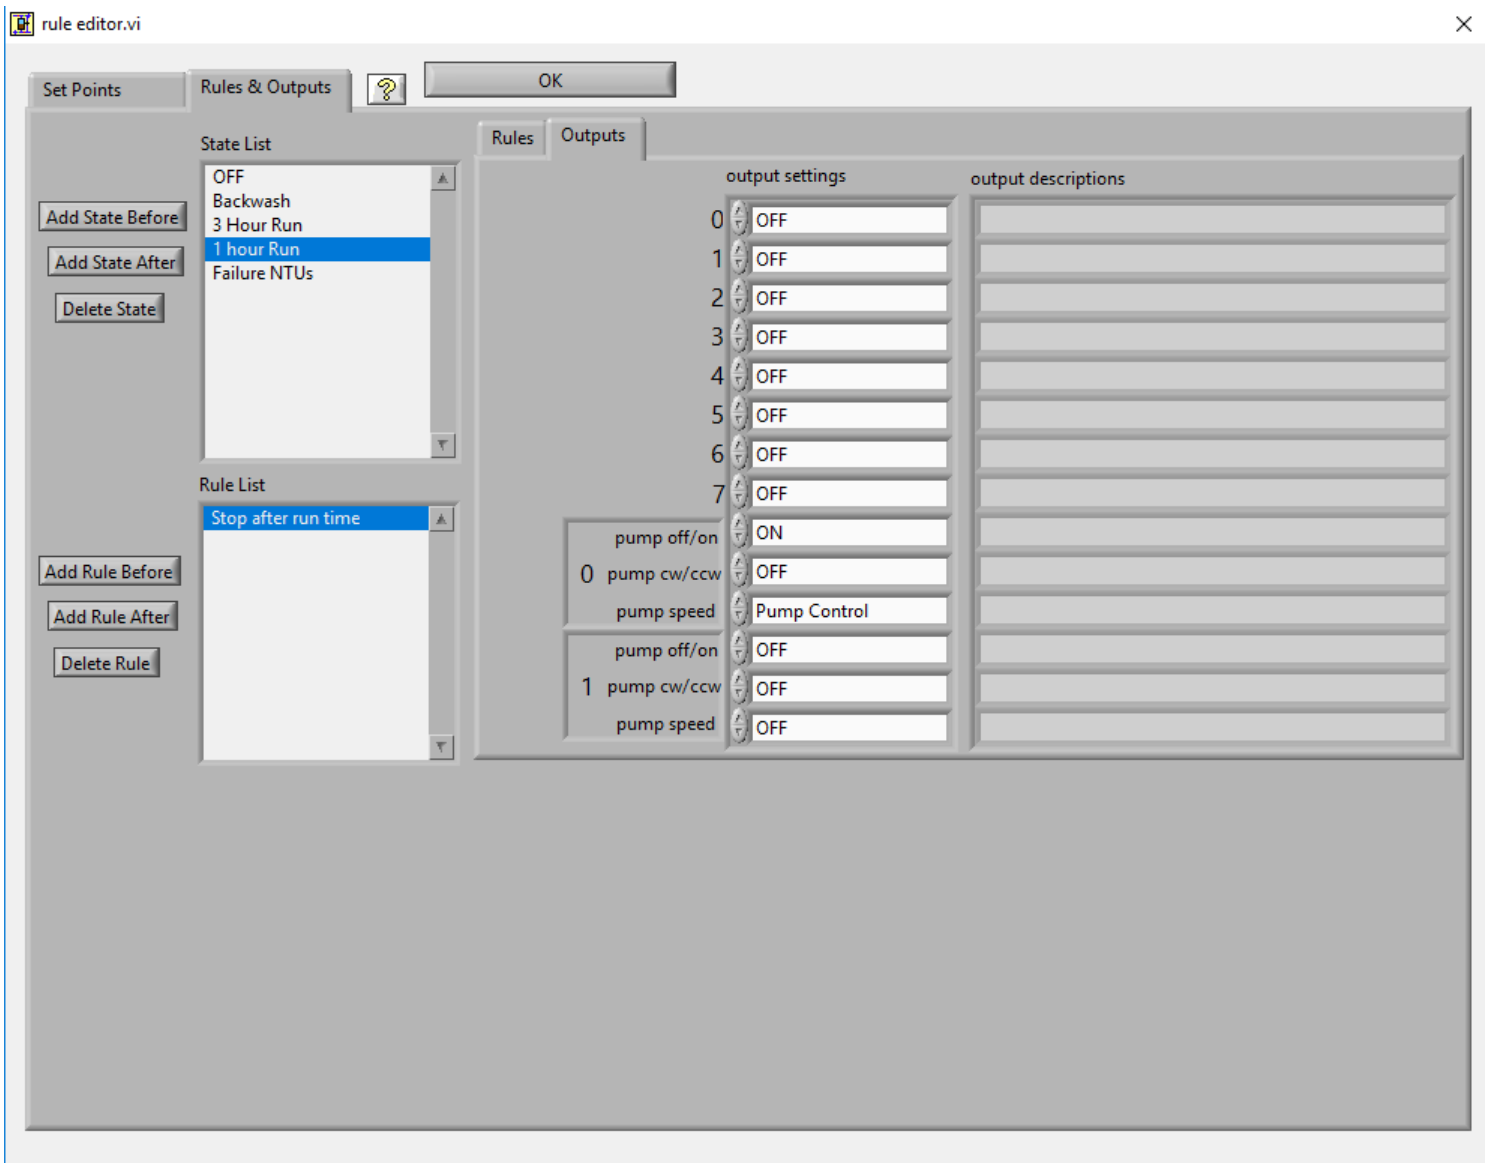 rule editor.vi
Set Points
Rules & Outputs
?
OK
State List
OFF
Backwash
3 Hour Run
1 hour Run
Failure NTUs
Add State Before
Add State After
Delete State
Rule List
Stop after run time
Add Rule Before
Add Rule After
Delete Rule
Rules
Outputs
output settings
output descriptions
0 OFF
1 OFF
2 OFF
3 OFF
4 OFF
5 OFF
6 OFF
7 OFF
pump off/on ON
0 pump cw/ccw OFF
pump speed Pump Control
pump off/on OFF
1 pump cw/ccw OFF
pump speed OFF